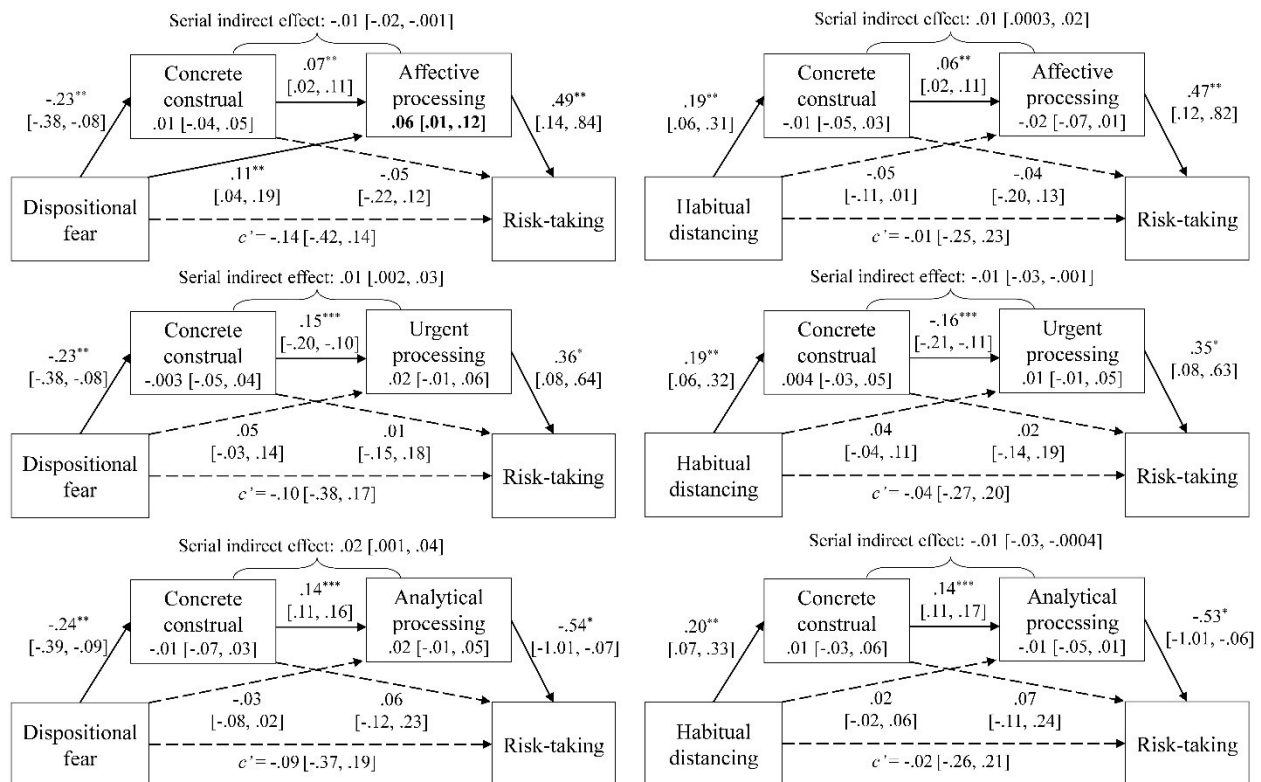 Serial indirect effect: -.01 [-.02, -.001]
.07**
[.02, .11]
Concrete
construal
.01 [-.04, .05]
Affective
processing
.06 [.01, .12]
-.23**
[-.38, -.08]
.49**
[.14, .84]
.11**
[.04, .19]
-.05
[-.22, .12]
Dispositional
fear
Risk-taking
c’ = -.14 [-.42, .14]
Serial indirect effect: .01 [.0003, .02]
.06**
[.02, .11]
Concrete
construal
-.01 [-.05, .03]
Affective
processing
-.02 [-.07, .01]
.19**
[.06, .31]
.47**
[.12, .82]
-.05
[-.11, .01]
-.04
[-.20, .13]
Habitual
distancing
Risk-taking
c’ = -.01 [-.25, .23]
Serial indirect effect: .01 [.002, .03]
.15***
[-.20, -.10]
Concrete
construal
-.003 [-.05, .04]
Urgent
processing
.02 [-.01, .06]
-.23**
[-.38, -.08]
.36*
[.08, .64]
.05
[-.03, .14]
.01
[-.15, .18]
Dispositional
fear
Risk-taking
c’ = -.10 [-.38, .17]
Serial indirect effect: -.01 [-.03, -.001]
-.16***
[-.21, -.11]
Concrete
construal
.004 [-.03, .05]
Urgent
processing
.01 [-.01, .05]
.19**
[.06, .32]
.35*
[.08, .63]
.04
[-.04, .11]
.02
[-.14, .19]
Habitual
distancing
Risk-taking
c’ = -.04 [-.27, .20]
Serial indirect effect: .02 [.001, .04]
.14***
[.11, .16]
Concrete
construal
-.01 [-.07, .03]
Analytical
processing
.02 [-.01, .05]
-.24**
[-.39, -.09]
-.54*
[-1.01, -.07]
-.03
[-.08, .02]
.06
[-.12, .23]
Dispositional
fear
Risk-taking
c’ = -.09 [-.37, .19]
Serial indirect effect: -.01 [-.03, -.0004]
.14***
[.11, .17]
Concrete
construal
.01 [-.03, .06]
Analytical
processing
-.01 [-.05, .01]
.20**
[.07, .33]
-.53*
[-1.01, -.06]
.02
[-.02, .06]
.07
[-.11, .24]
Habitual
distancing
Risk-taking
c’ = -.02 [-.26, .21]